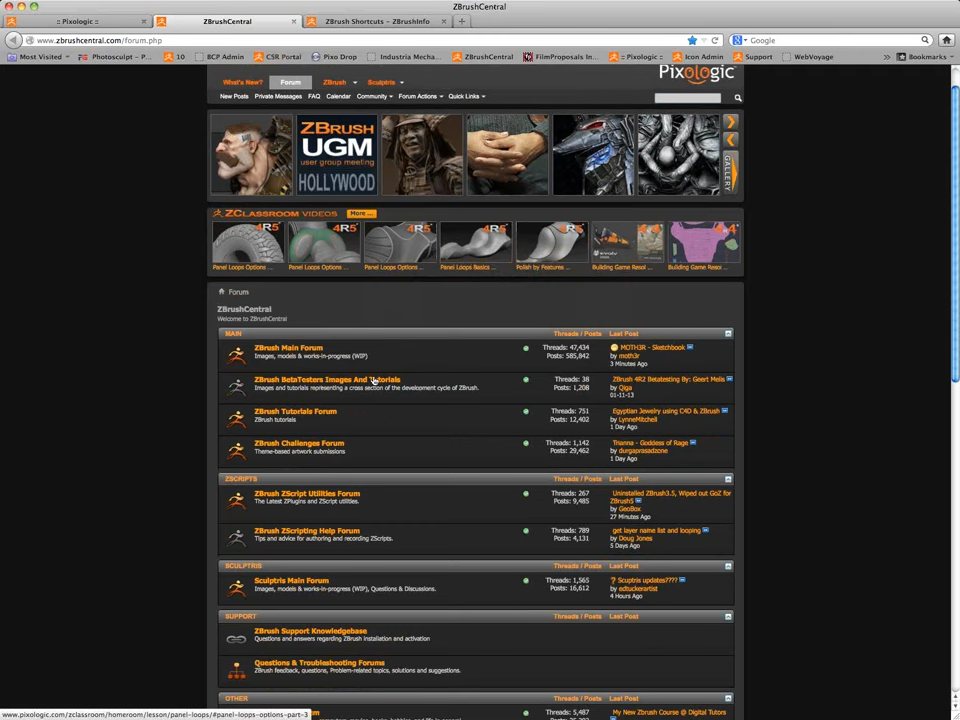 ZBrushCentral
:: Pixologic ::
ZBrushCentral
ZBrush Shortcuts - ZBrushInfo
www.zbrushcentral.com/forum.php
Google
Most Visited
Photosculpt - P...
10
BCP Admin
CSR Portal
Pixo Drop
Industria Mecha...
ZBrushCentral
FilmProposals In...
:: Pixologic ::
Icon Admin
Support
WebVoyage
Bookmarks
What's New?
Forum
ZBrush
Sculptris
Pixologic
New Posts
Private Messages
FAQ
Calendar
Community
Forum Actions
Quick Links
ZBRUSH
UGM
user group meeting
HOLLYWOOD
GALLERY
ZCLASSROOM VIDEOS
More ...
4R5
4R5
4R5
4R5
4R5
4R4
4R4
Panel Loops Options ...
Panel Loops Options ...
Panel Loops Options ...
Panel Loops Basics ...
Polish by Features ...
Building Game Resol ...
Building Game Resol ...
Forum
ZBrushCentral
Welcome to ZBrushCentral
MAIN Threads / Posts Last Post
ZBrush Main Forum
Images, models & works-in-progress (WIP)
Threads: 47,434
Posts: 585,842
MOTH3R - Sketchbook
by moth3r
3 Minutes Ago
ZBrush BetaTesters Images And Tutorials
Images and tutorials representing a cross section of the development cycle of ZBrush.
Threads: 38
Posts: 1,208
ZBrush 4R2 Betatesting By: Geert Melis
by Qiga
01-11-13
ZBrush Tutorials Forum
ZBrush tutorials
Threads: 751
Posts: 12,402
Egyptian Jewelry using C4D & ZBrush
by LynneMitchell
1 Day Ago
ZBrush Challenges Forum
Theme-based artwork submissions
Threads: 1,142
Posts: 29,462
Trianna - Goddess of Rage
by durgaprasadzone
1 Day Ago
ZSCRIPTS Threads / Posts Last Post
ZBrush ZScript Utilities Forum
The Latest ZPlugins and ZScript utilities.
Threads: 267
Posts: 9,485
Uninstalled ZBrush3.5, Wiped out GoZ for
ZBrush5
by GeoBox
27 Minutes Ago
ZBrush ZScripting Help Forum
Tips and advice for authoring and recording ZScripts.
Threads: 789
Posts: 4,131
get layer name list and looping
by Doug Jones
5 Days Ago
SCULPTRIS Threads / Posts Last Post
Sculptris Main Forum
Images, models & works-in-progress (WIP), Questions & Discussions.
Threads: 1,565
Posts: 16,612
? Scuptris updates????
by edtuckerartist
4 Hours Ago
SUPPORT Threads / Posts Last Post
ZBrush Support Knowledgebase
Questions and answers regarding ZBrush installation and activation
Questions & Troubleshooting Forums
ZBrush feedback, questions, Problem-related topics, solutions and suggestions.
OTHER Threads / Posts Last Post
Threads: 5,487
My New ZBrush Course @ Digital Tutors
www.pixologic.com/zclassroom/homeroom/lesson/panel-loops/#panel-loops-options-part-3